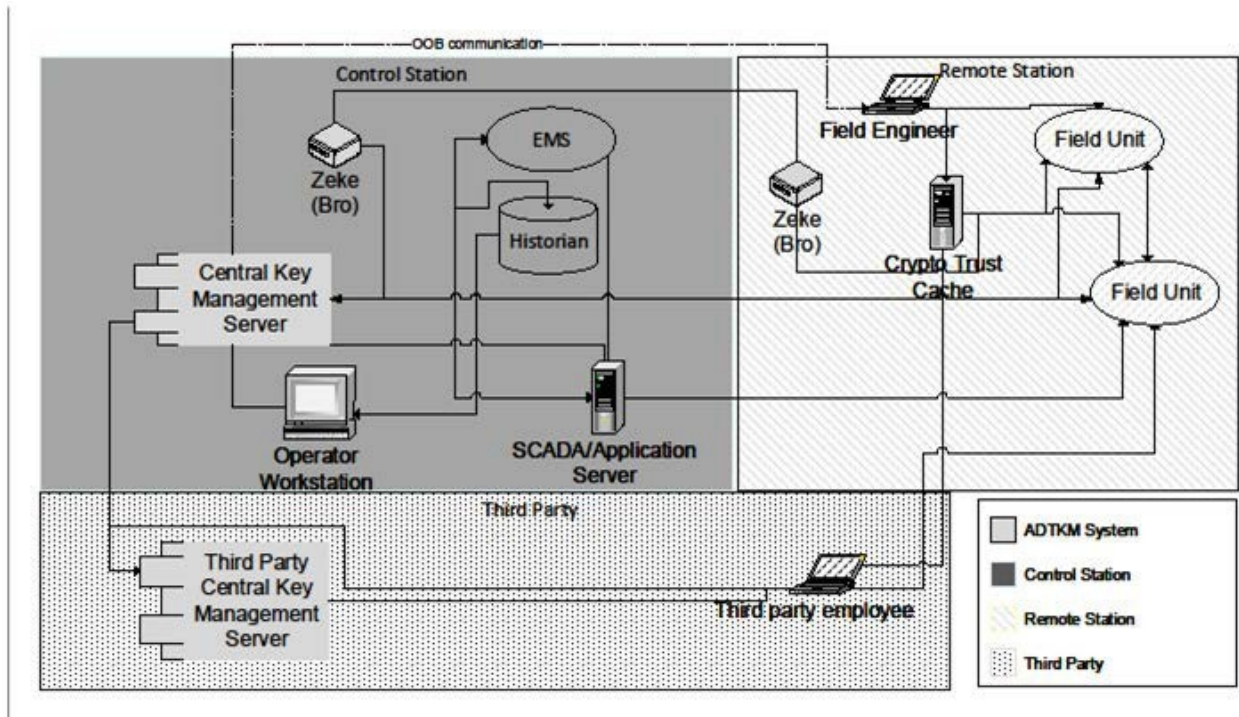 OOB communication
Control Station
Zeke
(Bro)
EMS
Historian
Central Key
Management
Server
Operator
Workstation
SCADA/Application
Server
Remote Station
Field Engineer
Field Unit
Zeke
(Bro)
Crypto Trust
Cache
Field Unit
Third Party
Third Party
Central Key
Management
Server
Third party employee
ADTKM System
Control Station
Remote Station
Third Party